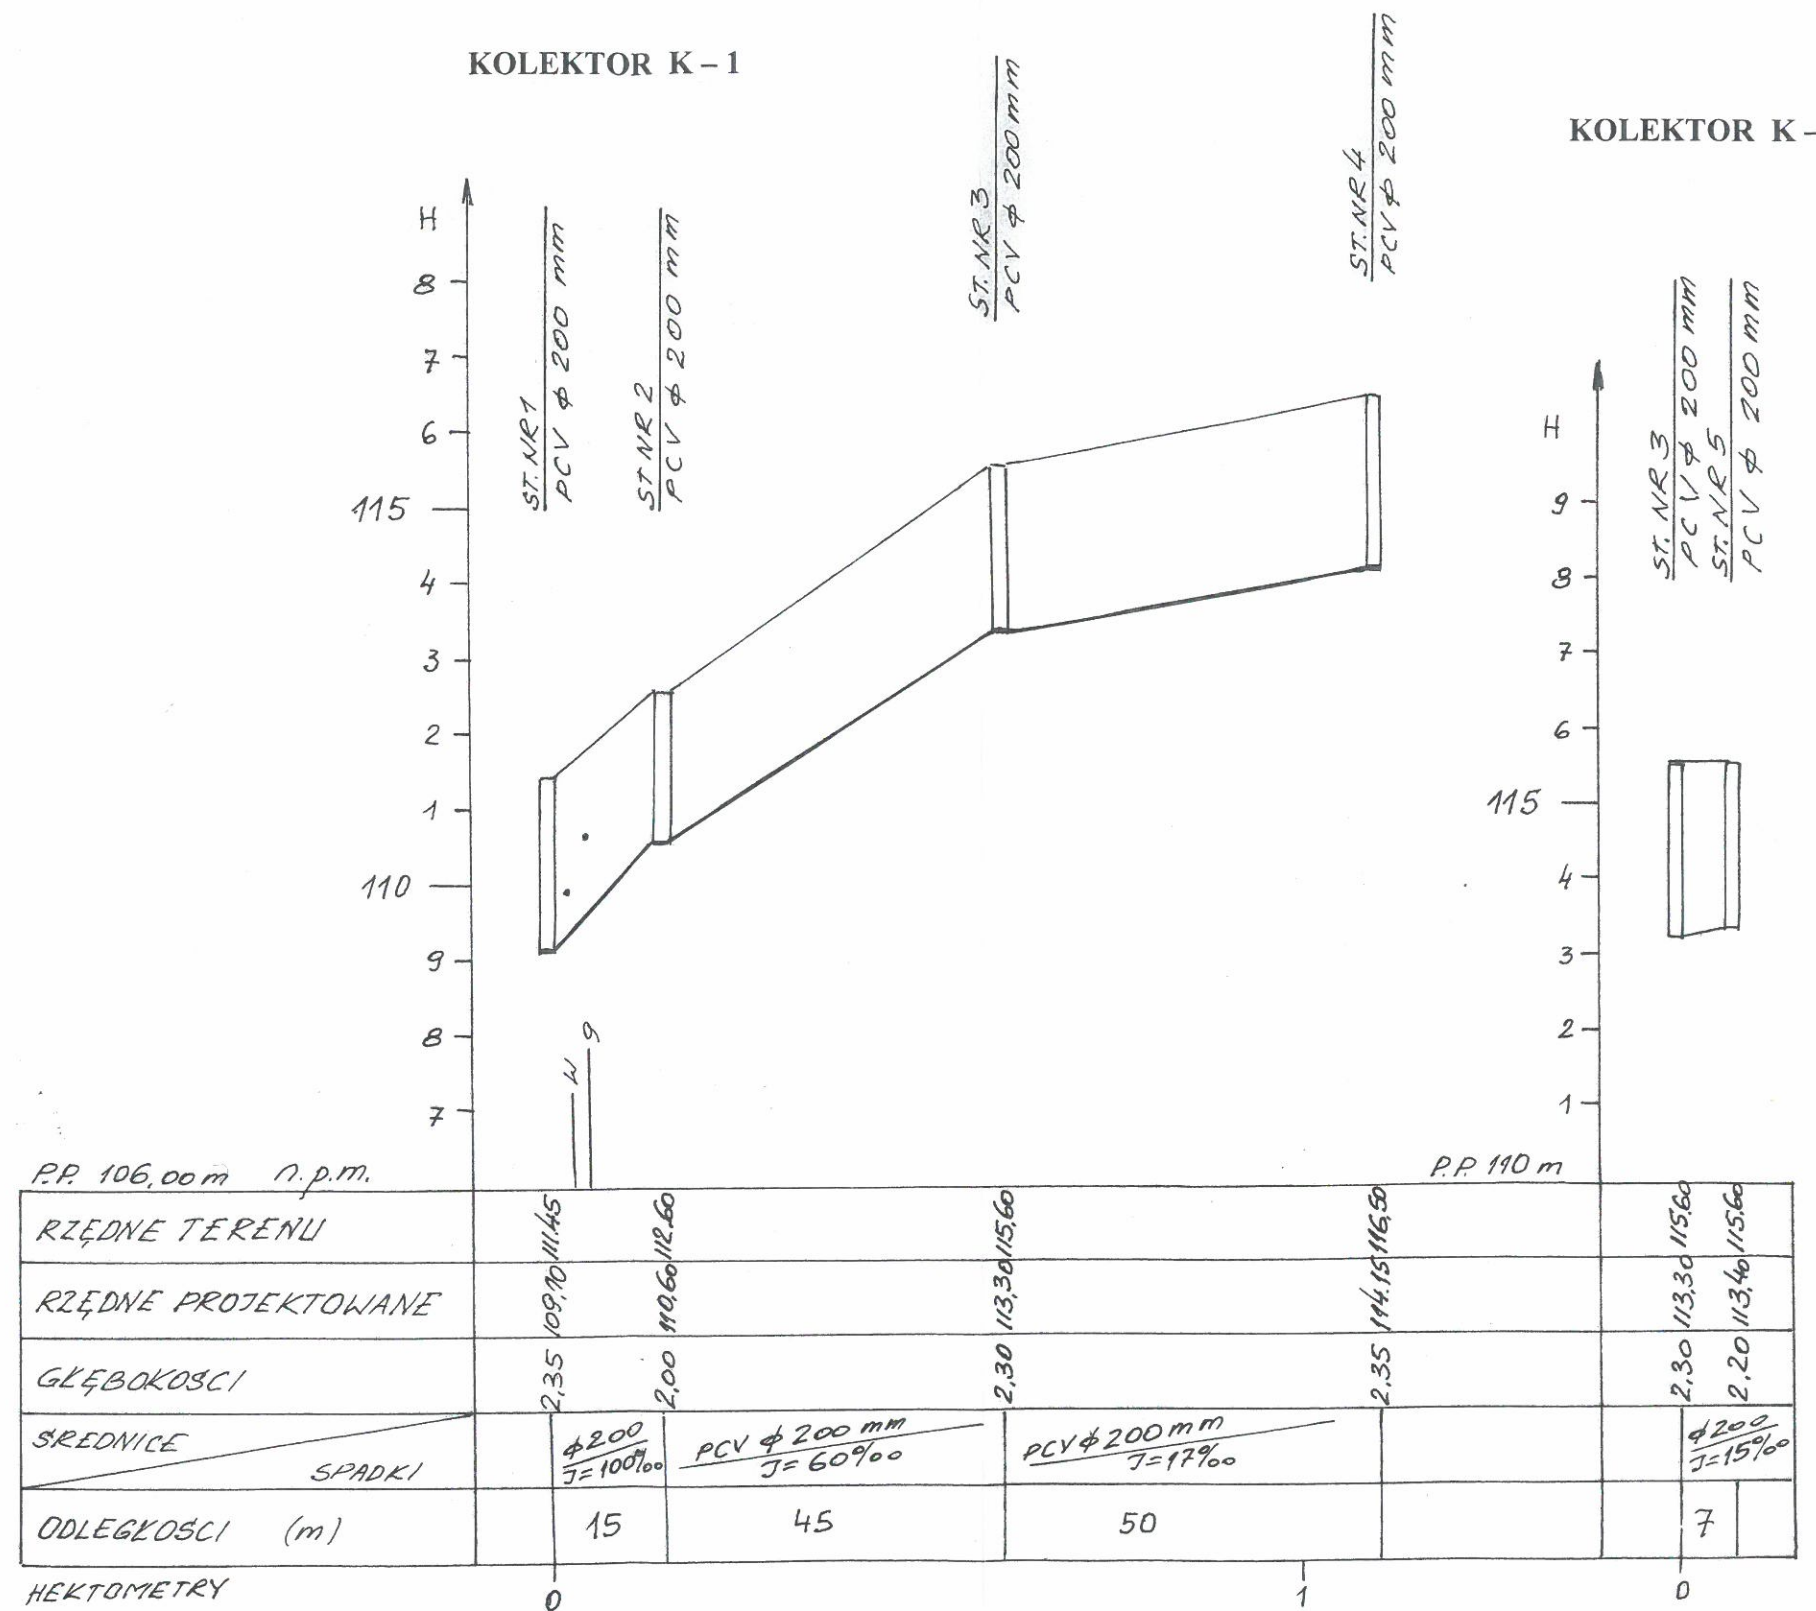 KOLEKTOR K – 1
KOLEKTOR K –
ST. NR 1
PCV ϕ 200 mm
ST NR 2
PCV ϕ 200 mm
ST. NR 3
PCV ϕ 200 mm
ST. NR 4
PCV ϕ 200 mm
H
8
7
6
115
4
3
2
1
110
9
8
7
W
g
P.P. 106,00 m n.p.m.
ST. NR 3
PCV ϕ 200 mm
ST. NR 5
PCV ϕ 200 mm
H
9
8
7
6
115
4
3
2
1
P.P. 110 m
RZĘDNE TERENU 111.45 112.60 115,60 116,50 115.60 115.60
RZĘDNE PROJEKTOWANE 109,10 110,60 113,30 114.15 113,30 113,40
GŁĘBOKOŚCI 2,35 2,00 2,30 2,35 2,30 2,20
ŚREDNICE ϕ 200 PCV ϕ 200 mm PCV ϕ 200 mm ϕ 200
SPADKI J=100‰ J= 60‰ J=17‰ J=15‰
ODLEGŁOŚCI (m) 15 45 50 7
HEKTOMETRY 0 1 0